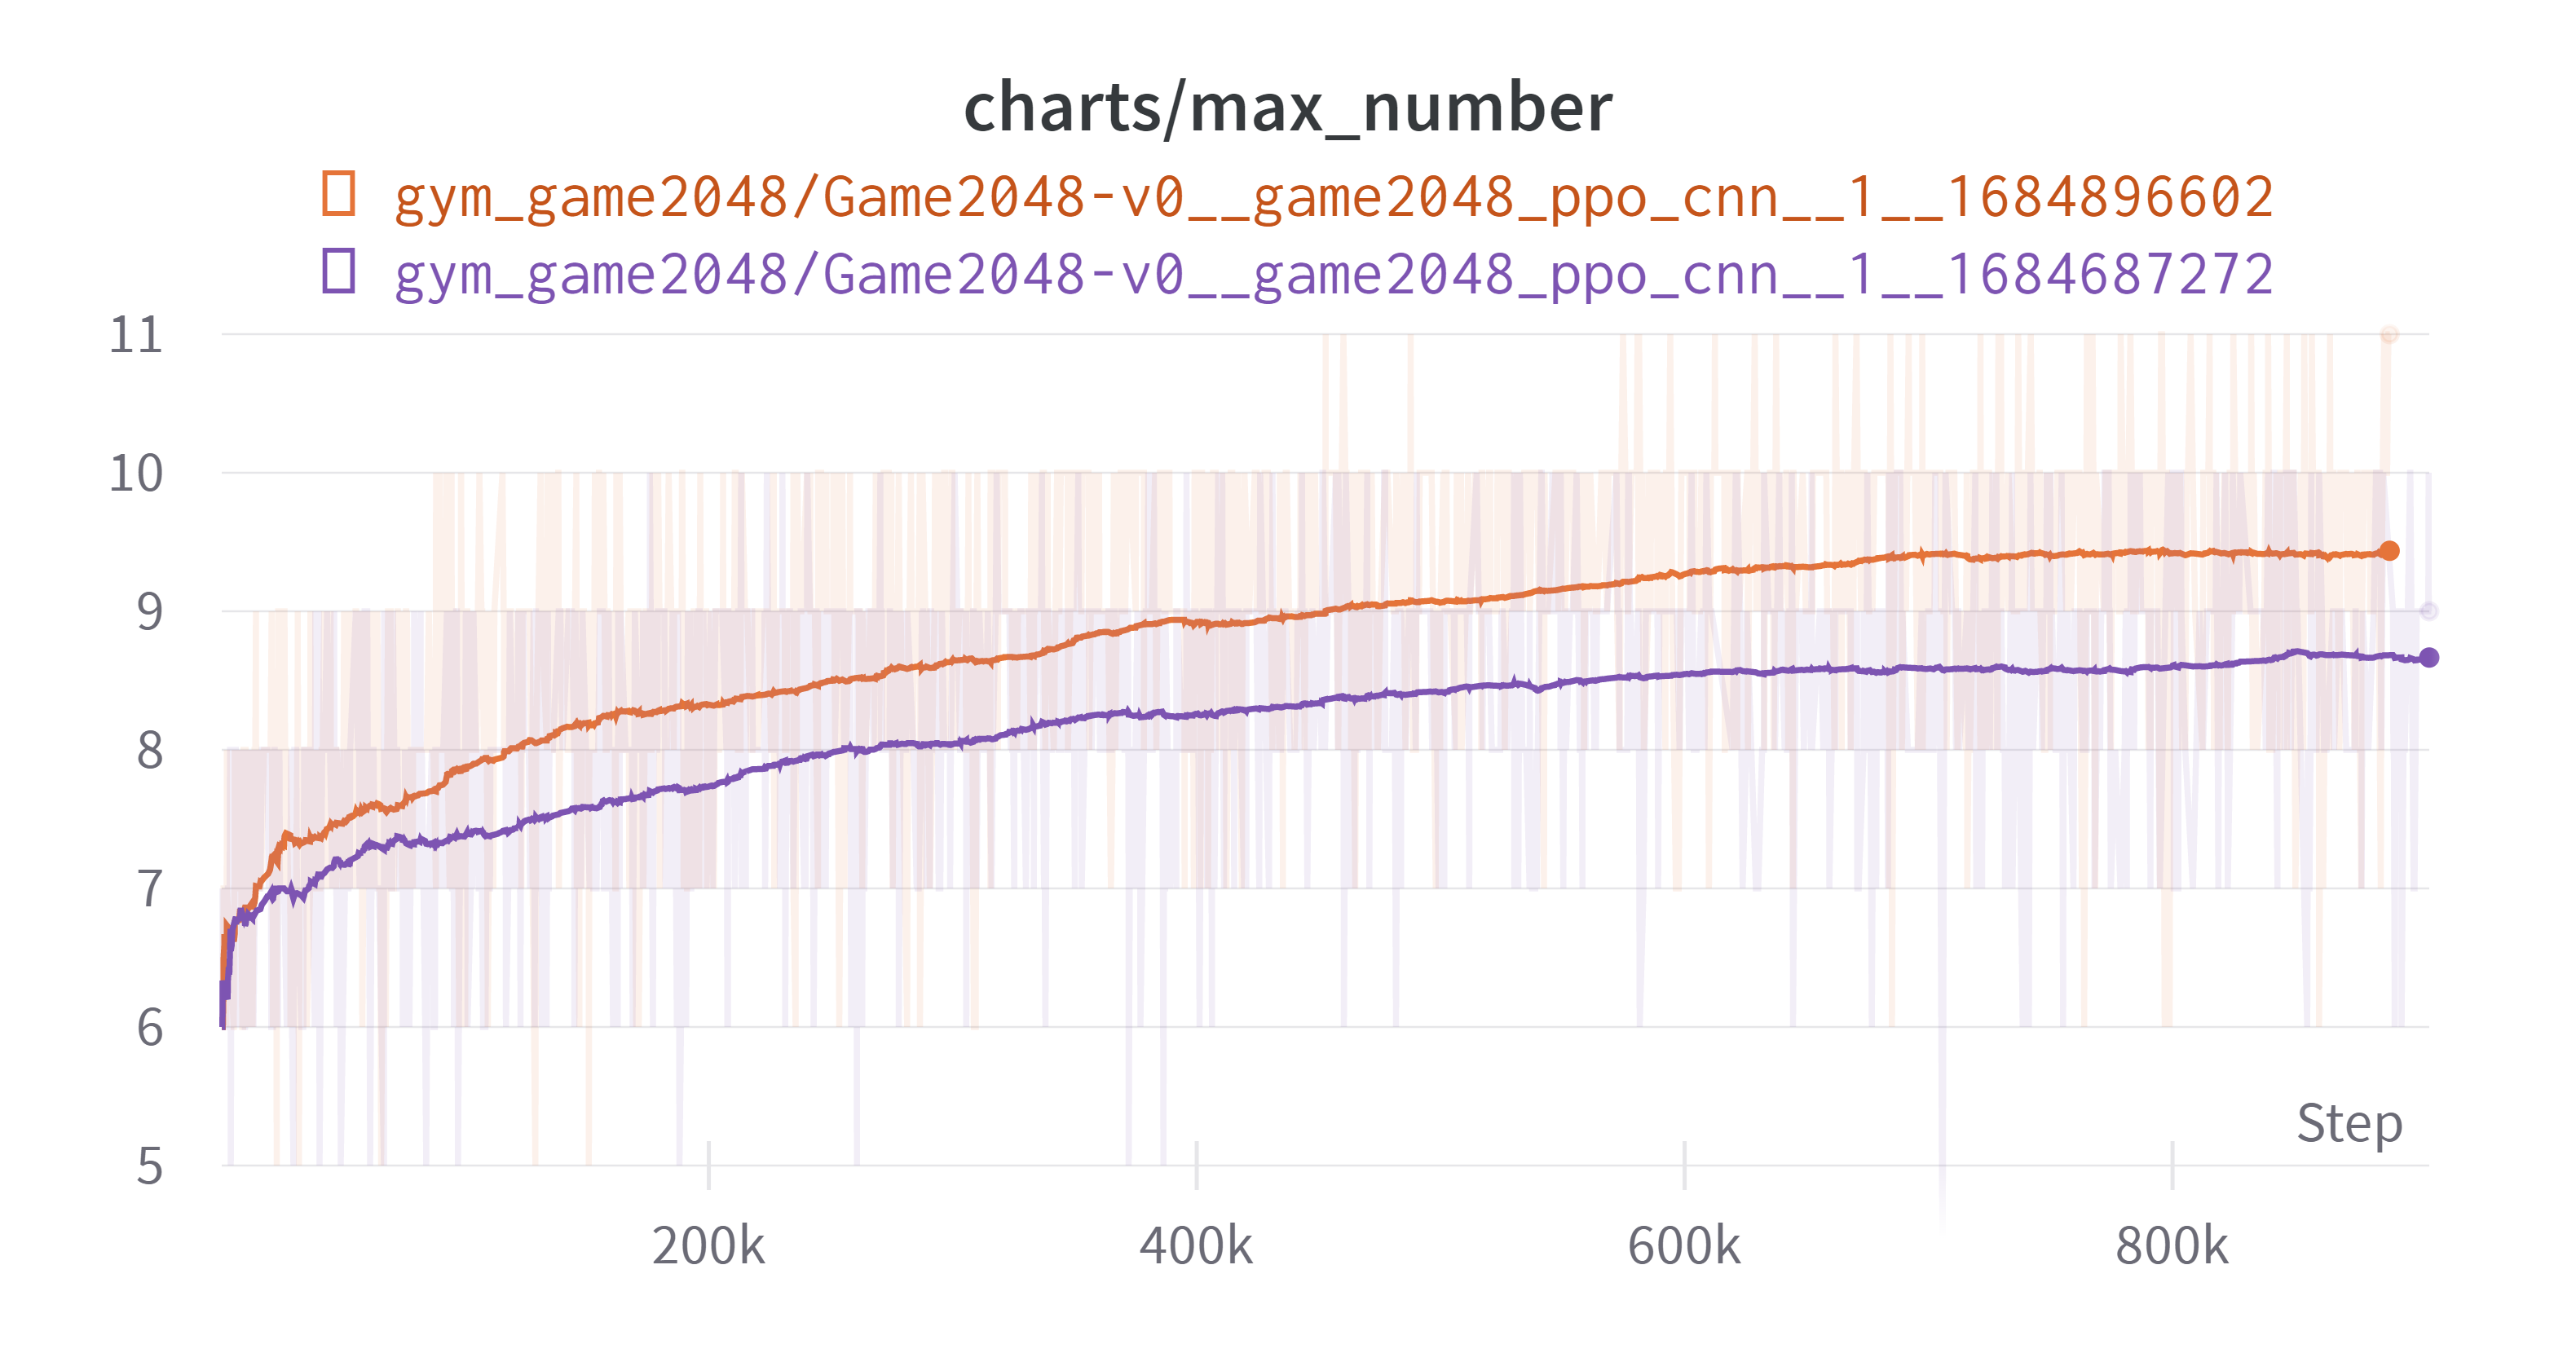 charts/max_number
gym_game2048/Game2048-v0__game2048_ppo_cnn__1__1684896602
gym_game2048/Game2048-v0__game2048_ppo_cnn__1__1684687272
11
10
9
8
7
6
5
Step
200k 400k 600k 800k